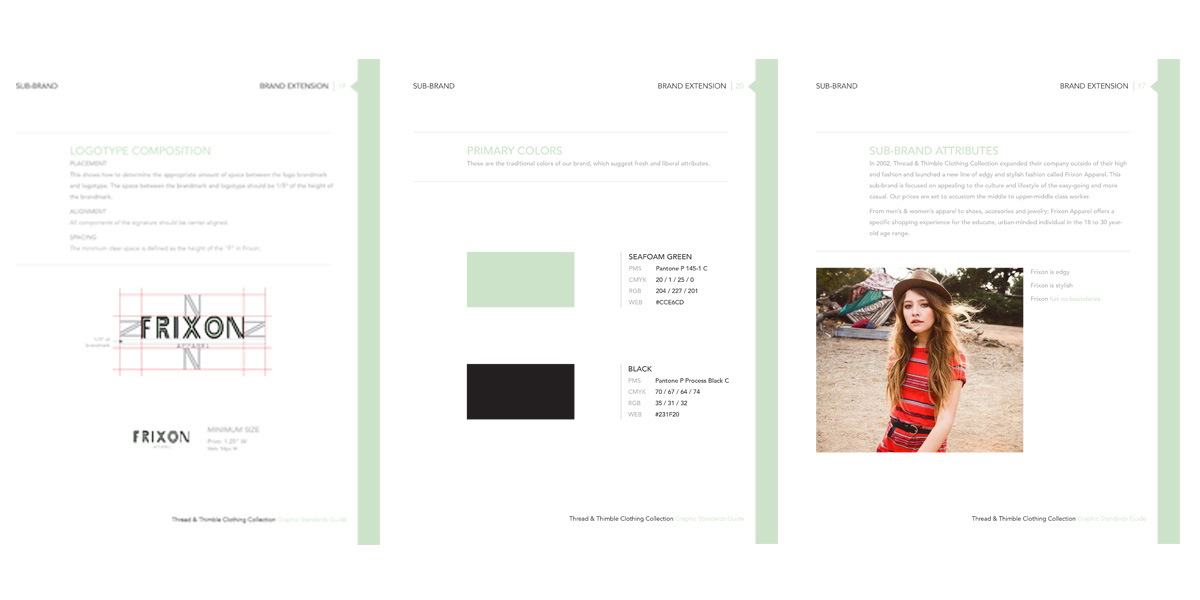 SUB-BRAND
BRAND EXTENSION | 19
LOGOTYPE COMPOSITION
PLACEMENT
This shows how to determine the appropriate amount of space between the logo brandmark
and logotype. The space between the brandmark and logotype should be 1/5th of the height of
the brandmark.
ALIGNMENT
All components of the signature should be center aligned.
SPACING
The minimum clear space is defined as the height of the "F" in Frixon.
N
FRIXON
APPAREL
N
1/5th of
brandmark
FRIXON
MINIMUM SIZE
Print: 1.25" W
Thread & Thimble Clothing Collection Graphic Standards Guide
SUB-BRAND
BRAND EXTENSION | 20
PRIMARY COLORS
These are the traditional colors of our brand, which suggest fresh and liberal attributes.
SEAFOAM GREEN
PMS Pantone P 145-1 C
CMYK 20 / 1 / 25 / 0
RGB 204 / 227 / 201
WEB #CCE6CD
BLACK
PMS Pantone P Process Black C
CMYK 70 / 67 / 64 / 74
RGB 35 / 31 / 32
WEB #231F20
Thread & Thimble Clothing Collection Graphic Standards Guide
SUB-BRAND
BRAND EXTENSION | 17
SUB-BRAND ATTRIBUTES
In 2002, Thread & Thimble Clothing Collection expanded their company outside of their high
end fashion and launched a new line of edgy and stylish fashion called Frixon Apparel. This
sub-brand is focused on appealing to the culture and lifestyle of the easy-going and more
casual. Our prices are set to accustom the middle to upper-middle class worker.
From men's & women's apparel to shoes, accesories and jewelry; Frixon Apparel offers a
specific shopping experience for the educate, urban-minded individual in the 18 to 30 year-
old age range.
Frixon is edgy
Frixon is stylish
Frixon has no boundaries
Thread & Thimble Clothing Collection Graphic Standards Guide